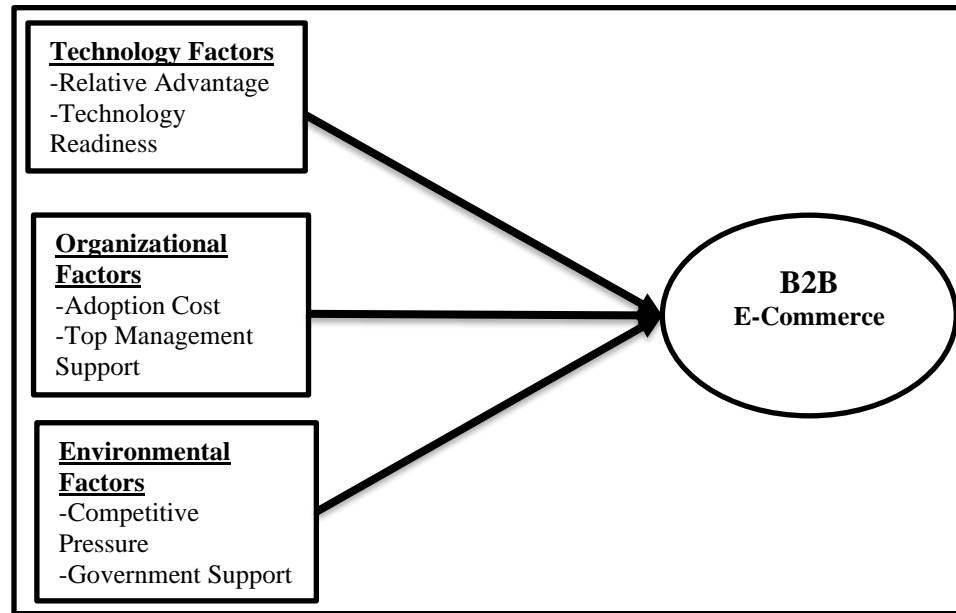 Technology Factors
-Relative Advantage
-Technology
Readiness
Organizational
Factors
-Adoption Cost
-Top Management
Support
Environmental
Factors
-Competitive
Pressure
-Government Support
B2B
E-Commerce